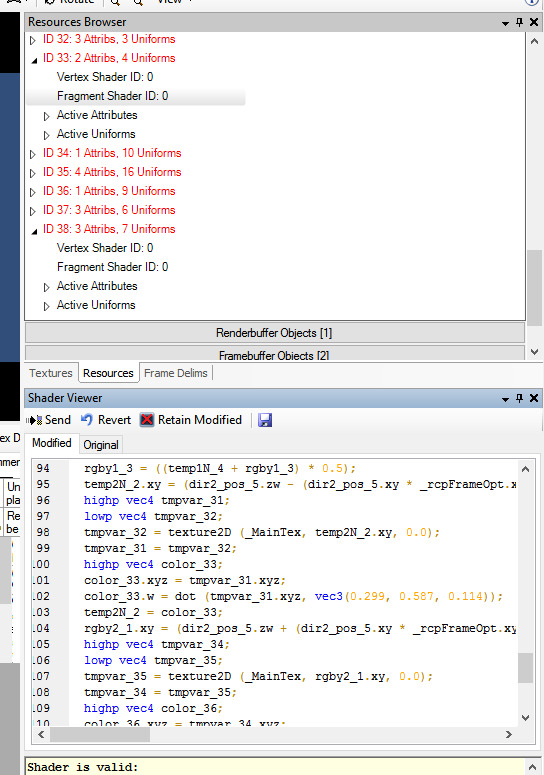 Rotate
View
Resources Browser
ID 32: 3 Attribs, 3 Uniforms
ID 33: 2 Attribs, 4 Uniforms
Vertex Shader ID: 0
Fragment Shader ID: 0
Active Attributes
Active Uniforms
ID 34: 1 Attribs, 10 Uniforms
ID 35: 4 Attribs, 16 Uniforms
ID 36: 1 Attribs, 9 Uniforms
ID 37: 3 Attribs, 6 Uniforms
ID 38: 3 Attribs, 7 Uniforms
Vertex Shader ID: 0
Fragment Shader ID: 0
Active Attributes
Active Uniforms
Renderbuffer Objects [1]
Framebuffer Objects [2]
Textures Resources Frame Delims
Shader Viewer
Send Revert Retain Modified
Modified Original
ex D
mmer
Un
pla
Re
be
94 rgby1_3 = ((temp1N_4 + rgby1_3) * 0.5);
95 temp2N_2.xy = (dir2_pos_5.zw - (dir2_pos_5.xy * _rcpFrameOpt.x
96 highp vec4 tmpvar_31;
97 lowp vec4 tmpvar_32;
98 tmpvar_32 = texture2D (_MainTex, temp2N_2.xy, 0.0);
99 tmpvar_31 = tmpvar_32;
.00 highp vec4 color_33;
.01 color_33.xyz = tmpvar_31.xyz;
.02 color_33.w = dot (tmpvar_31.xyz, vec3(0.299, 0.587, 0.114));
.03 temp2N_2 = color_33;
.04 rgby2_1.xy = (dir2_pos_5.zw + (dir2_pos_5.xy * _rcpFrameOpt.xy
.05 highp vec4 tmpvar_34;
.06 lowp vec4 tmpvar_35;
.07 tmpvar_35 = texture2D (_MainTex, rgby2_1.xy, 0.0);
.08 tmpvar_34 = tmpvar_35;
.09 highp vec4 color_36;
.10 color_36.xyz = tmpvar_34.xyz;
Shader is valid: